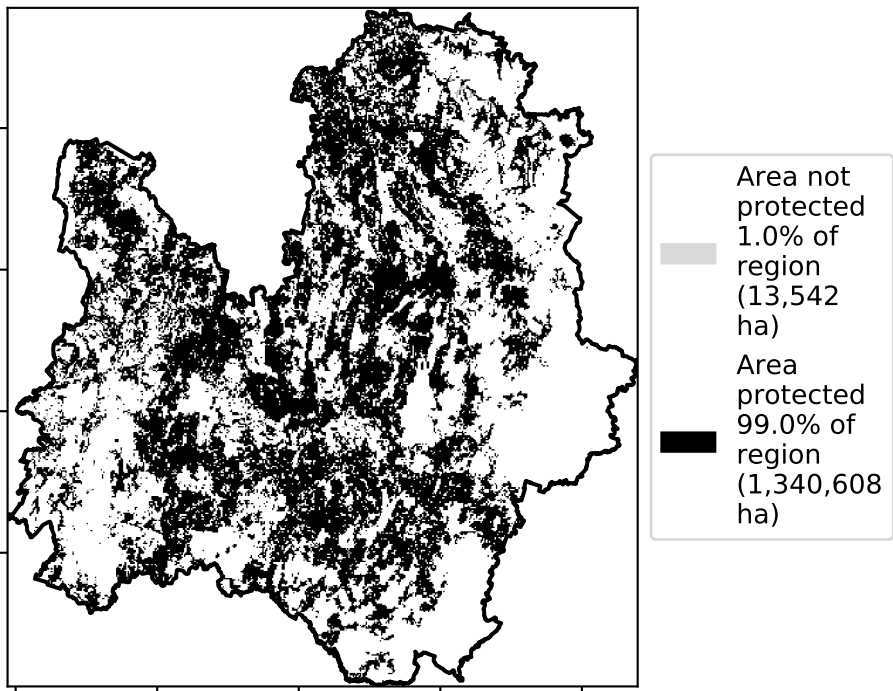 Area not
protected
1.0% of
region
(13,542
ha)
Area
protected
99.0% of
region
(1,340,608
ha)